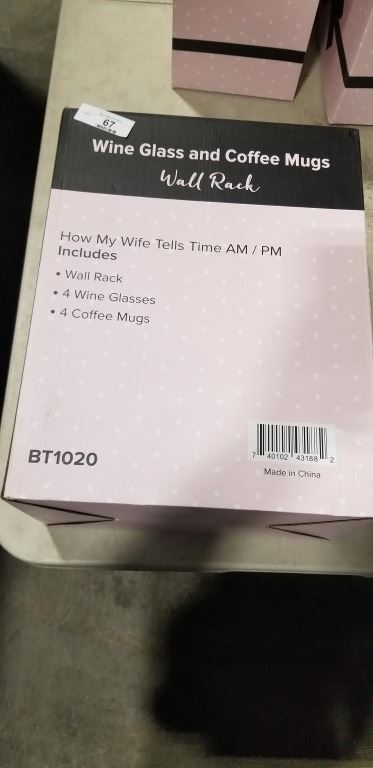 67
Wine Glass and Coffee Mugs
Wall Rack
How My Wife Tells Time AM / PM
Includes
• Wall Rack
• 4 Wine Glasses
• 4 Coffee Mugs
BT1020
7 40102 43188 2
Made in China